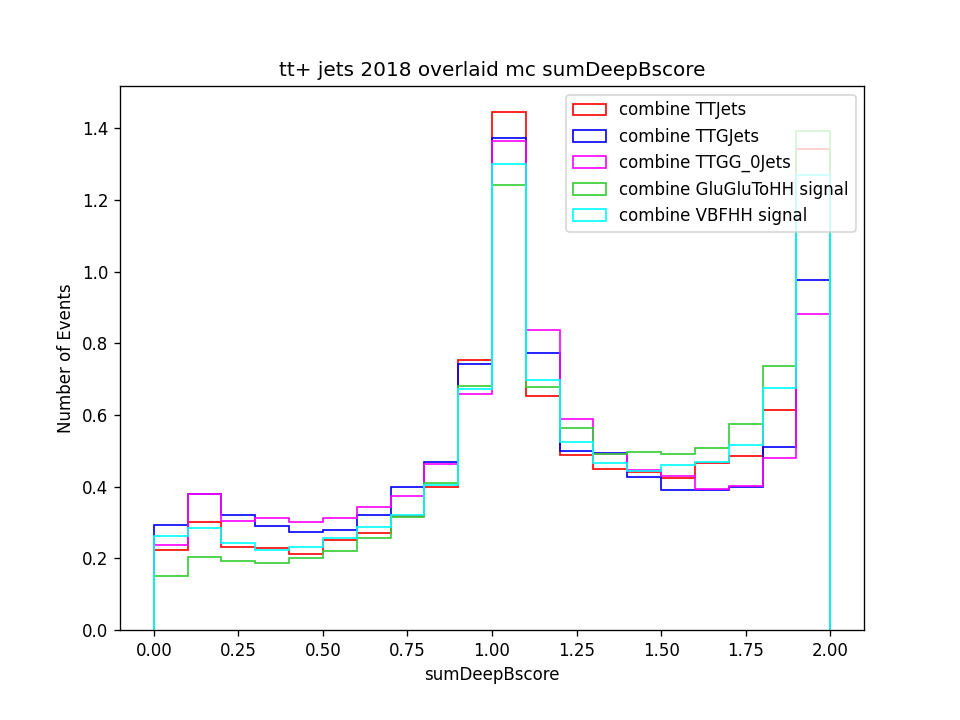 tt+ jets 2018 overlaid mc sumDeepBscore
combine TTJets
combine TTGJets
combine TTGG_0Jets
combine GluGluToHH signal
combine VBFHH signal
Number of Events
1.4
1.2
1.0
0.8
0.6
0.4
0.2
0.0
0.00 0.25 0.50 0.75 1.00 1.25 1.50 1.75 2.00
sumDeepBscore